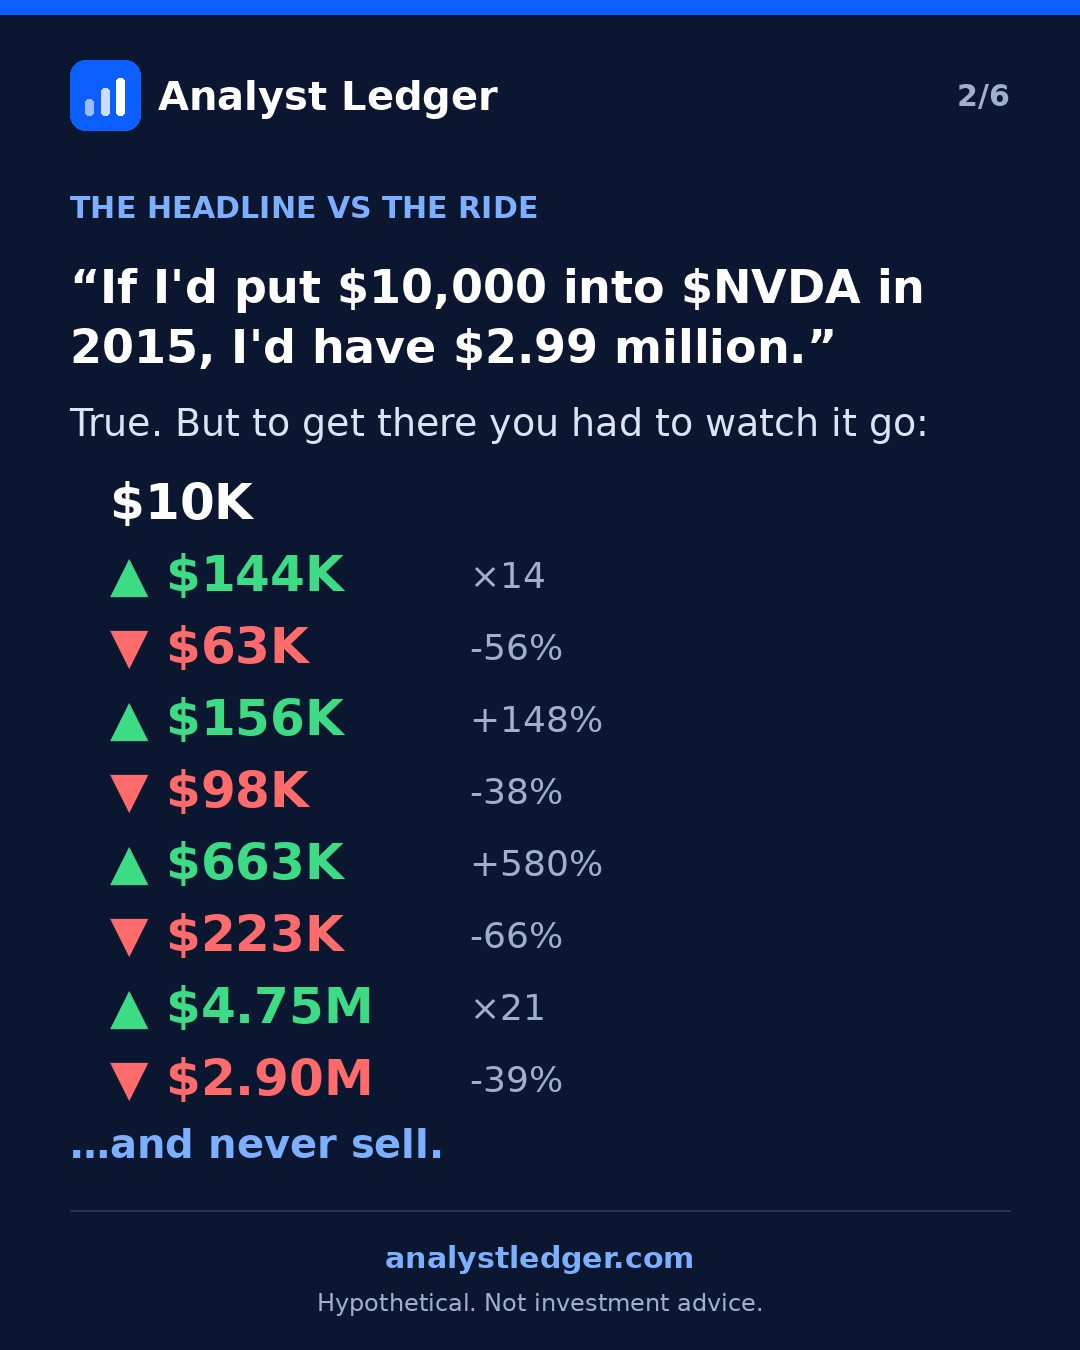 Analyst Ledger
2/6
THE HEADLINE VS THE RIDE
“If I'd put $10,000 into $NVDA in
2015, I'd have $2.99 million.”
True. But to get there you had to watch it go:
$10K
▲ $144K ×14
▼ $63K -56%
▲ $156K +148%
▼ $98K -38%
▲ $663K +580%
▼ $223K -66%
▲ $4.75M ×21
▼ $2.90M -39%
…and never sell.
analystledger.com
Hypothetical. Not investment advice.